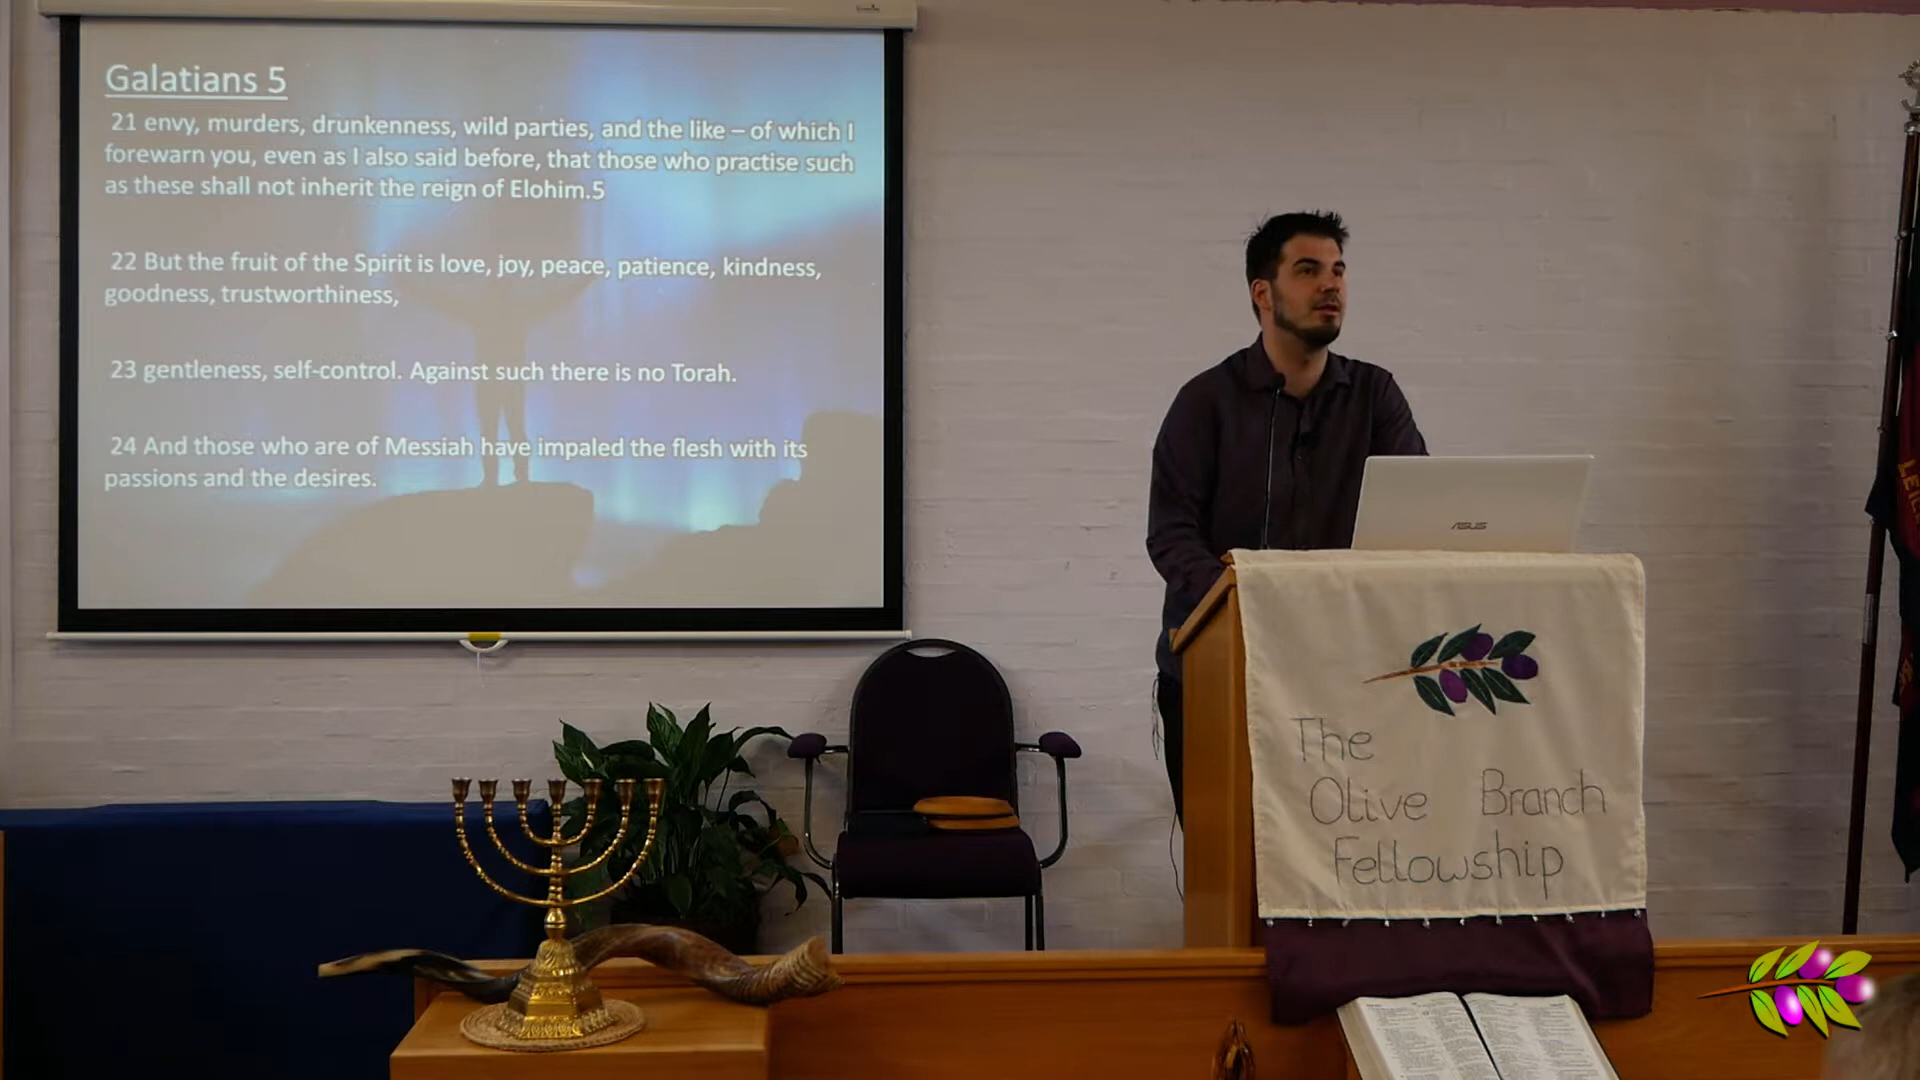 Galatians 5
21 envy, murders, drunkenness, wild parties, and the like – of which I
forewarn you, even as I also said before, that those who practise such
as these shall not inherit the reign of Elohim.5
22 But the fruit of the Spirit is love, joy, peace, patience, kindness,
goodness, trustworthiness,
23 gentleness, self-control. Against such there is no Torah.
24 And those who are of Messiah have impaled the flesh with its
passions and the desires.
ASUS
The
Olive Branch
Fellowship